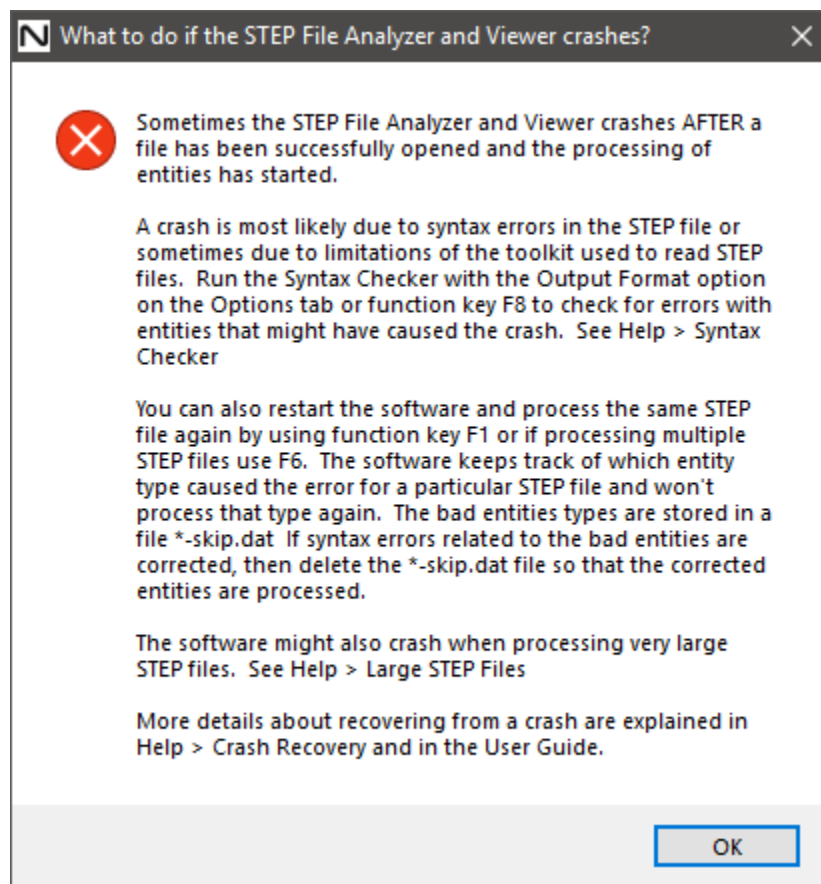 What to do if the STEP File Analyzer and Viewer crashes?
Sometimes the STEP File Analyzer and Viewer crashes AFTER a
file has been successfully opened and the processing of
entities has started.
A crash is most likely due to syntax errors in the STEP file or
sometimes due to limitations of the toolkit used to read STEP
files.  Run the Syntax Checker with the Output Format option
on the Options tab or function key F8 to check for errors with
entities that might have caused the crash.  See Help > Syntax
Checker
You can also restart the software and process the same STEP
file again by using function key F1 or if processing multiple
STEP files use F6.  The software keeps track of which entity
type caused the error for a particular STEP file and won't
process that type again.  The bad entities types are stored in a
file *-skip.dat  If syntax errors related to the bad entities are
corrected, then delete the *-skip.dat file so that the corrected
entities are processed.
The software might also crash when processing very large
STEP files.  See Help > Large STEP Files
More details about recovering from a crash are explained in
Help > Crash Recovery and in the User Guide.
OK